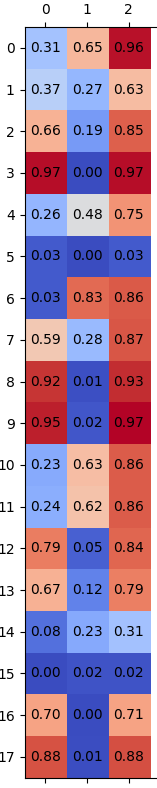 0 1 2
0 0.31 0.65 0.96
1 0.37 0.27 0.63
2 0.66 0.19 0.85
3 0.97 0.00 0.97
4 0.26 0.48 0.75
5 0.03 0.00 0.03
6 0.03 0.83 0.86
7 0.59 0.28 0.87
8 0.92 0.01 0.93
9 0.95 0.02 0.97
10 0.23 0.63 0.86
11 0.24 0.62 0.86
12 0.79 0.05 0.84
13 0.67 0.12 0.79
14 0.08 0.23 0.31
15 0.00 0.02 0.02
16 0.70 0.00 0.71
17 0.88 0.01 0.88